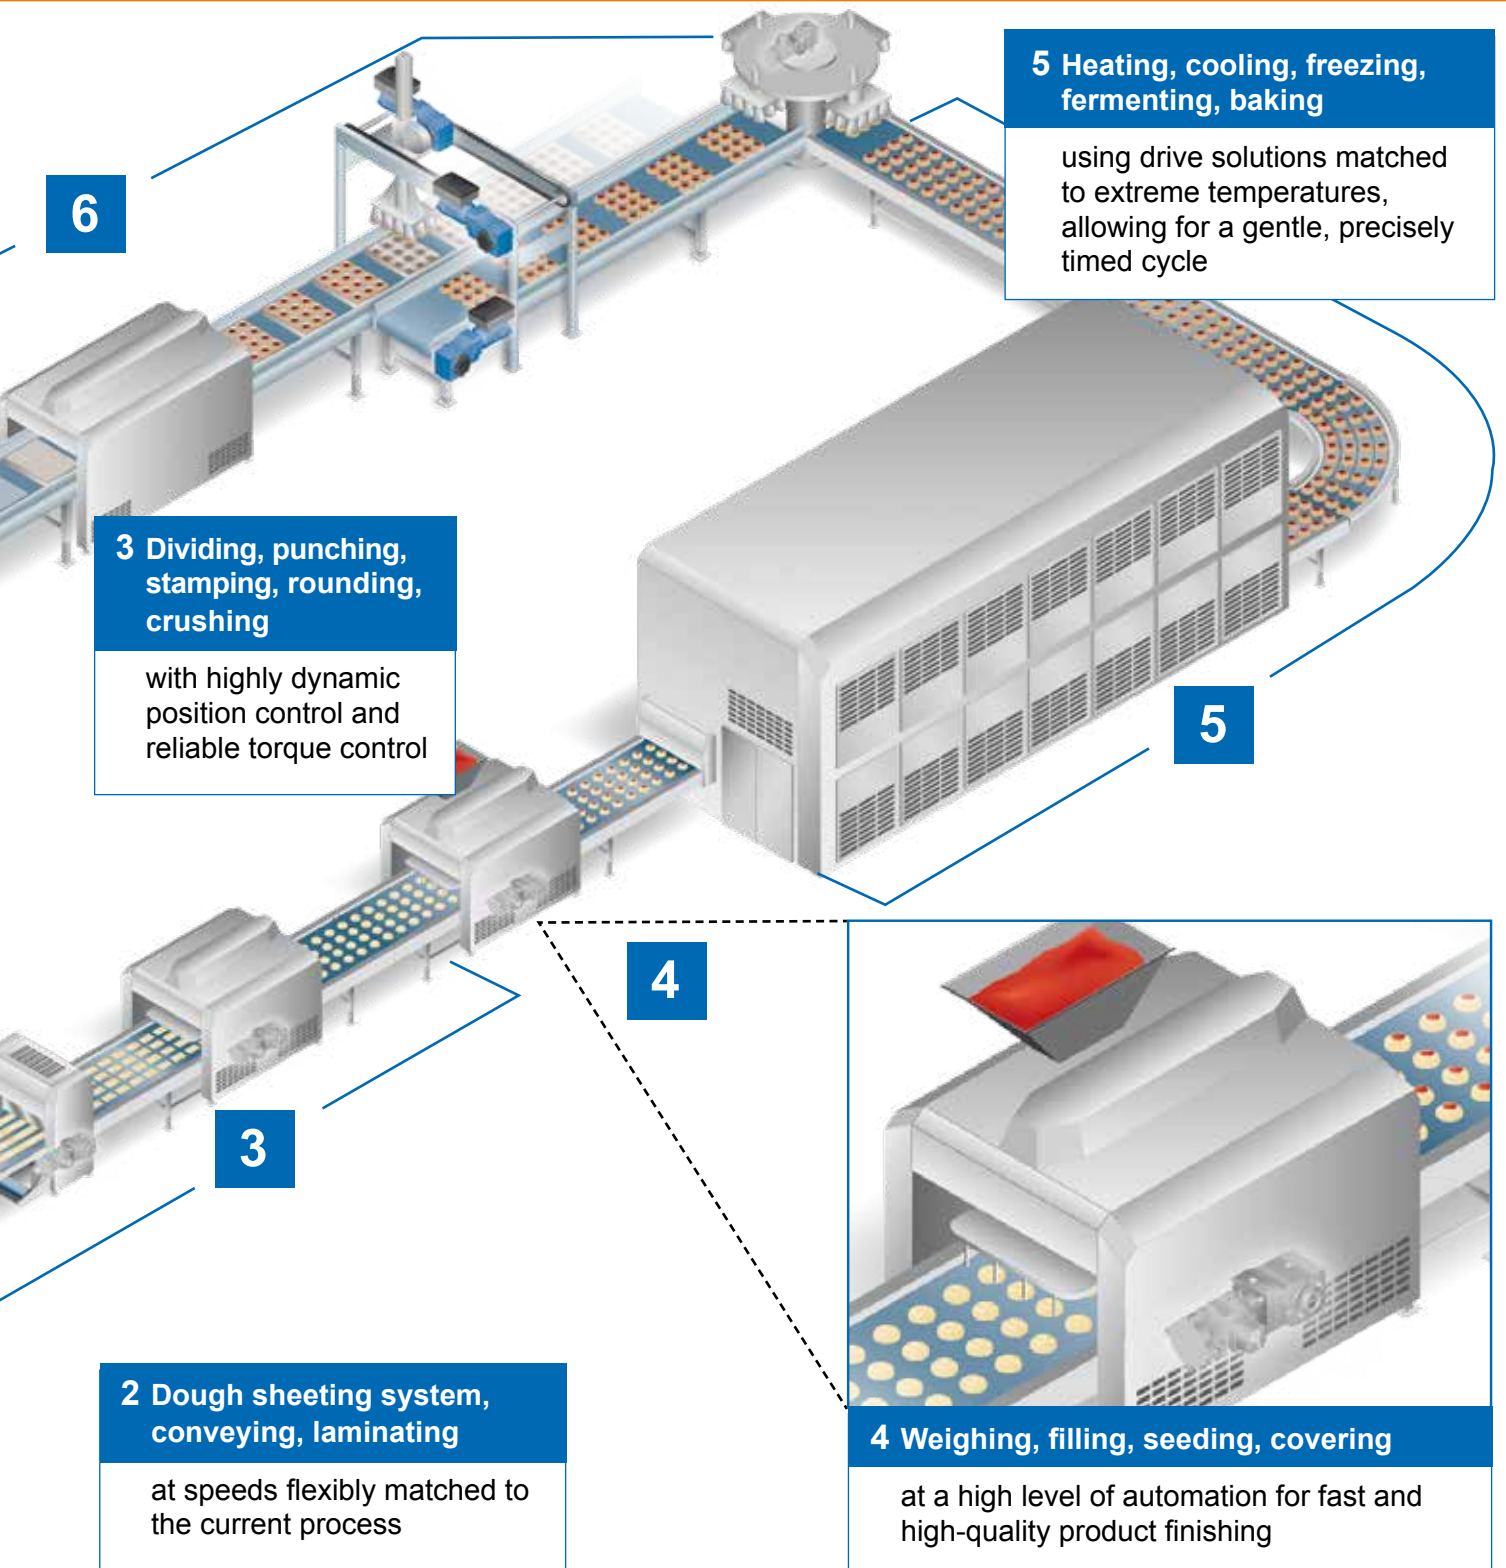 5 Heating, cooling, freezing,
fermenting, baking
using drive solutions matched
to extreme temperatures,
allowing for a gentle, precisely
timed cycle
6
3 Dividing, punching,
stamping, rounding,
crushing
with highly dynamic
position control and
reliable torque control
5
4
3
2 Dough sheeting system,
conveying, laminating
at speeds flexibly matched to
the current process
4 Weighing, filling, seeding, covering
at a high level of automation for fast and
high-quality product finishing